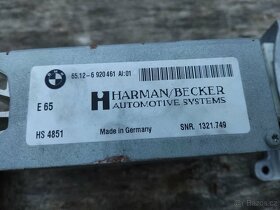 65.12-6 920 461 AI:01
E 65
HARMAN/BECKER
AUTOMOTIVE SYSTEMS
HS 4851
Made in Germany
SNR. 1321.749